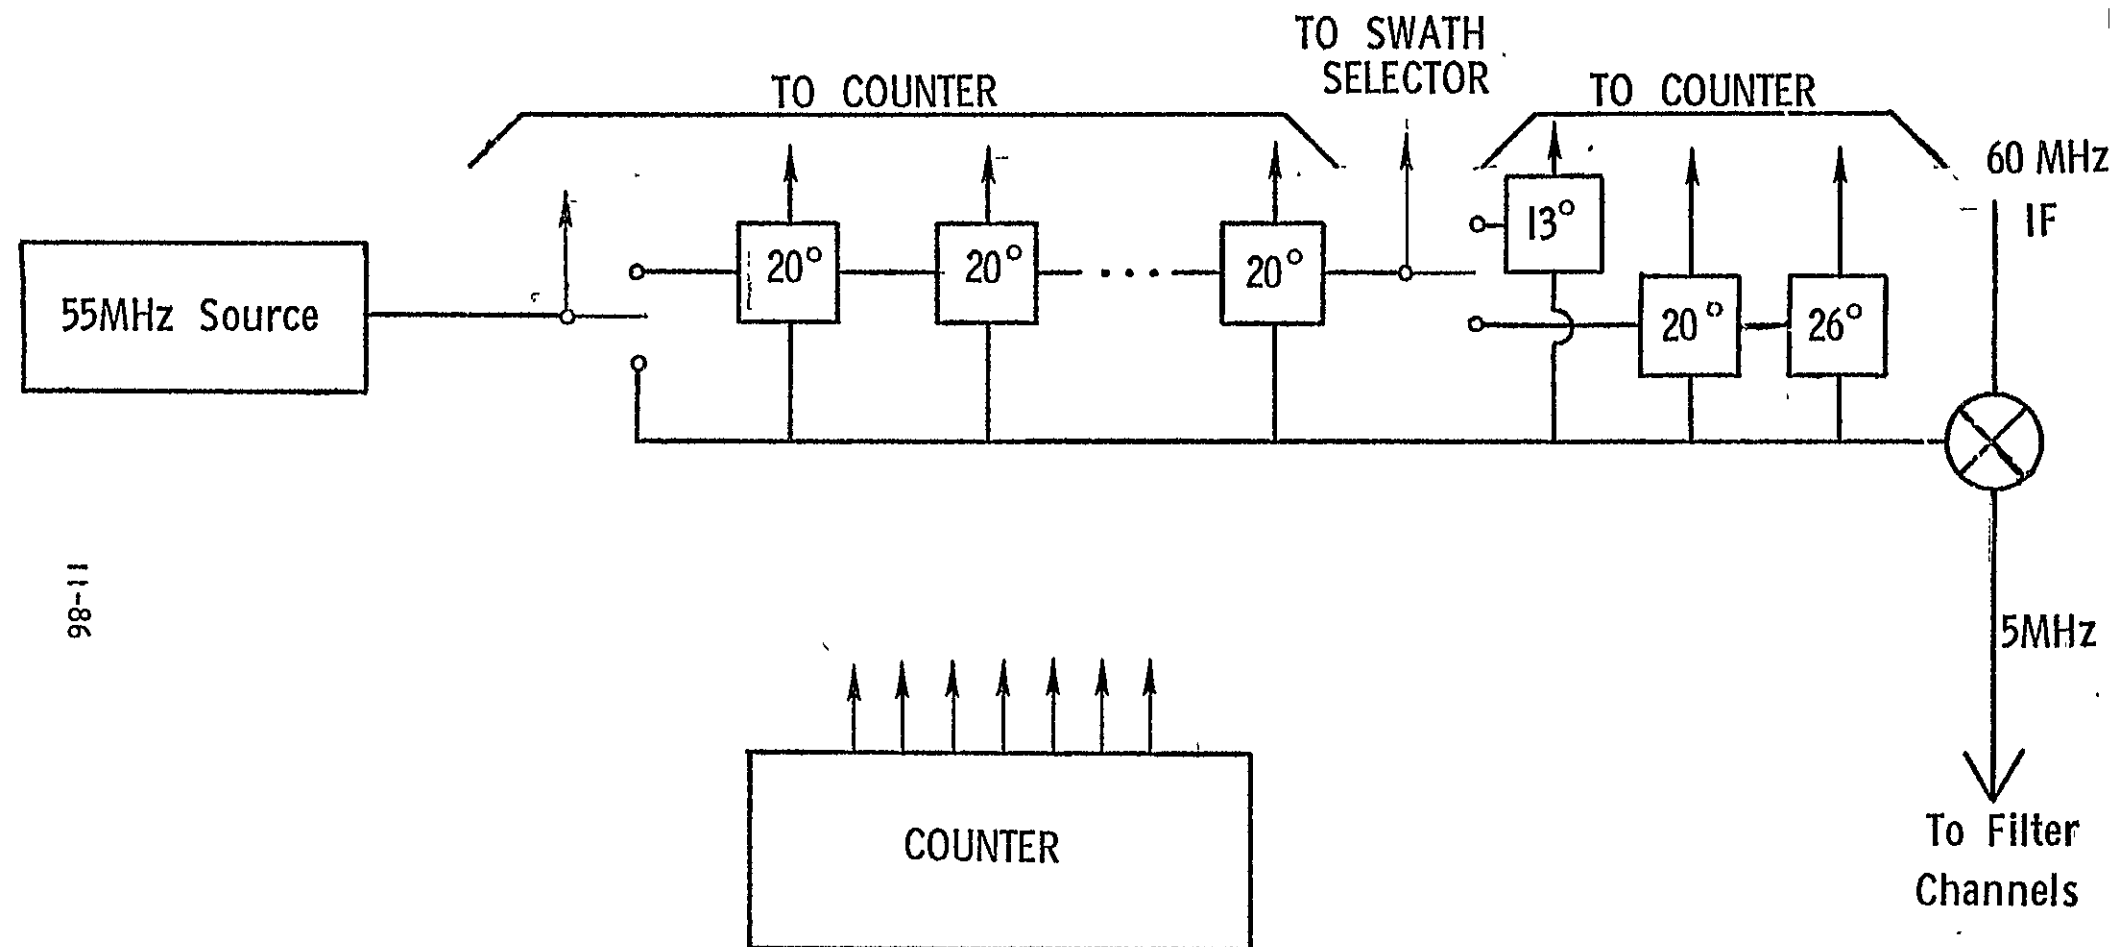 TO SWATH
SELECTOR
TO COUNTER
TO COUNTER
60 MHz
IF
55MHz Source
20°
20°
20°
13°
20°
26°
5MHz
11-86
COUNTER
To Filter
Channels